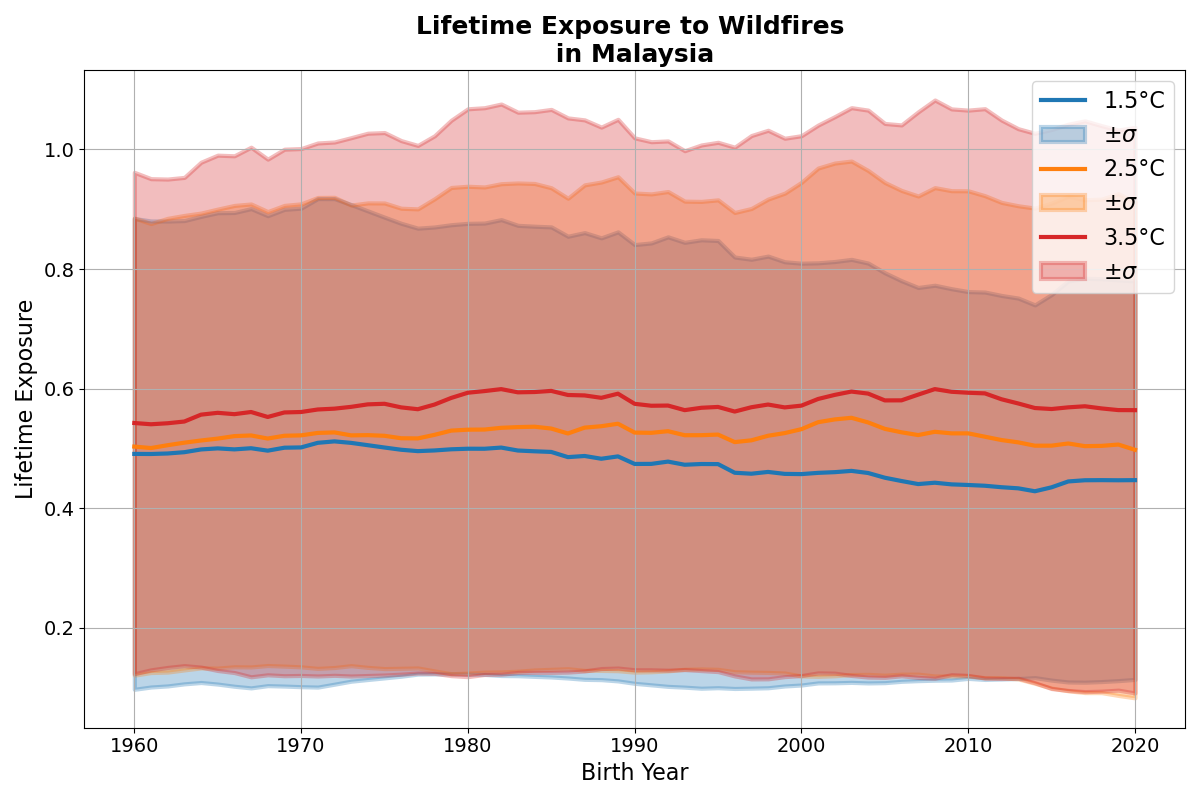 Lifetime Exposure to Wildfires
in Malaysia
1.5°C
±σ
2.5°C
±σ
3.5°C
±σ
Lifetime Exposure
1.0
0.8
0.6
0.4
0.2
1960 1970 1980 1990 2000 2010 2020
Birth Year